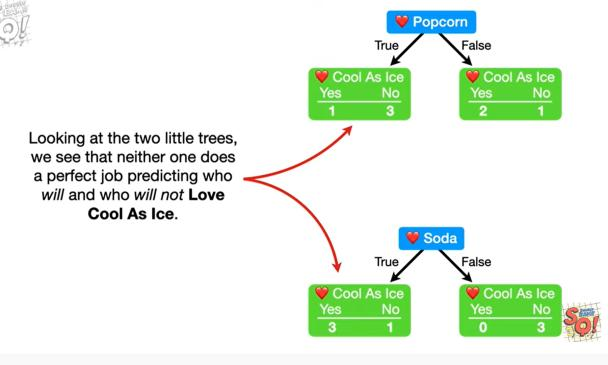 ❤️ Popcorn
True False
❤️ Cool As Ice ❤️ Cool As Ice
Yes No Yes No
1 3 2 1
Looking at the two little trees,
we see that neither one does
a perfect job predicting who
will and who will not Love
Cool As Ice.
❤️ Soda
True False
❤️ Cool As Ice ❤️ Cool As Ice
Yes No Yes No
3 1 0 3